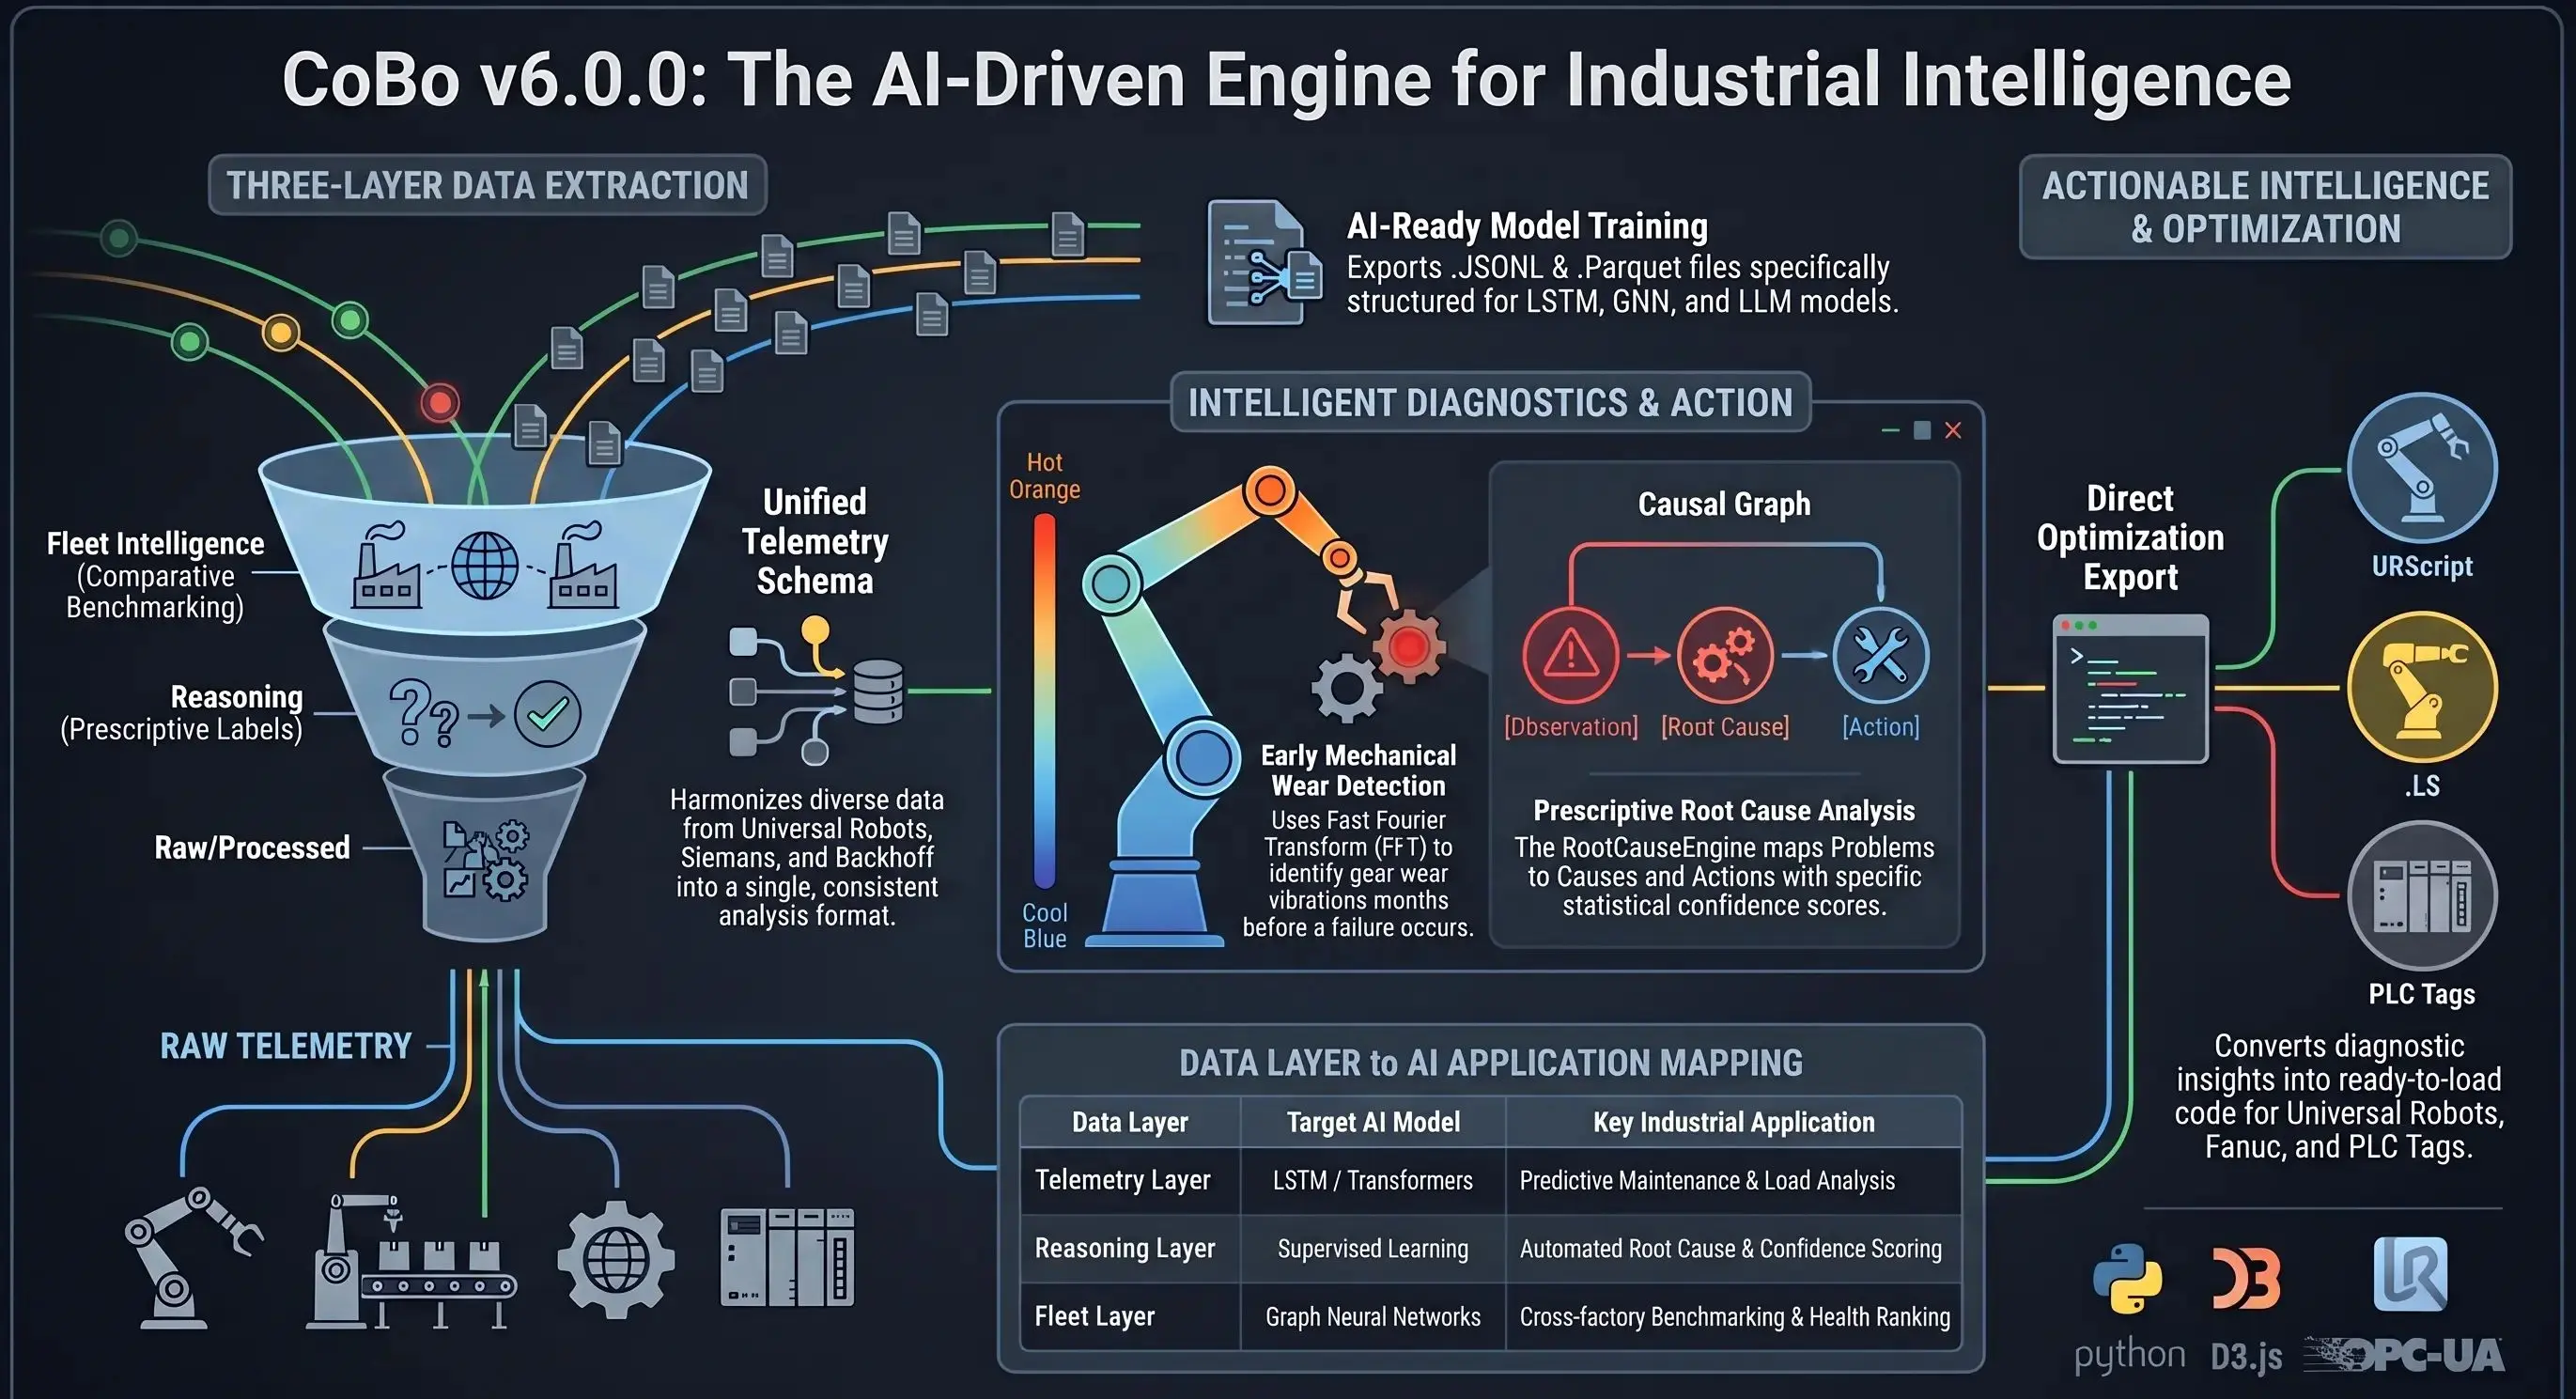 CoBo v6.0.0: The AI-Driven Engine for Industrial Intelligence
THREE-LAYER DATA EXTRACTION
Fleet Intelligence
(Comparative
Benchmarking)
Reasoning
(Prescriptive Labels)
Raw/Processed
RAW TELEMETRY
Unified
Telemetry
Schema
Harmonizes diverse data
from Universal Robots,
Siemans, and Backhoff
into a single, consistent
analysis format.
AI-Ready Model Training
Exports .JSONL & .Parquet files specifically
structured for LSTM, GNN, and LLM models.
INTELLIGENT DIAGNOSTICS & ACTION
Hot
Orange
Cool
Blue
Early Mechanical
Wear Detection
Uses Fast Fourier
Transform (FFT) to
identify gear wear
vibrations months
before a failure occurs.
Causal Graph
[Dbservation] [Root Cause] [Action]
Prescriptive Root Cause Analysis
The RootCauseEngine maps Problems
to Causes and Actions with specific
statistical confidence scores.
DATA LAYER to AI APPLICATION MAPPING
Data Layer Target AI Model Key Industrial Application
Telemetry Layer LSTM / Transformers Predictive Maintenance & Load Analysis
Reasoning Layer Supervised Learning Automated Root Cause & Confidence Scoring
Fleet Layer Graph Neural Networks Cross-factory Benchmarking & Health Ranking
ACTIONABLE INTELLIGENCE
& OPTIMIZATION
Direct
Optimization
Export
URScript
.LS
PLC Tags
Converts diagnostic
insights into ready-to-load
code for Universal Robots,
Fanuc, and PLC Tags.
python D3.js OPC-UA